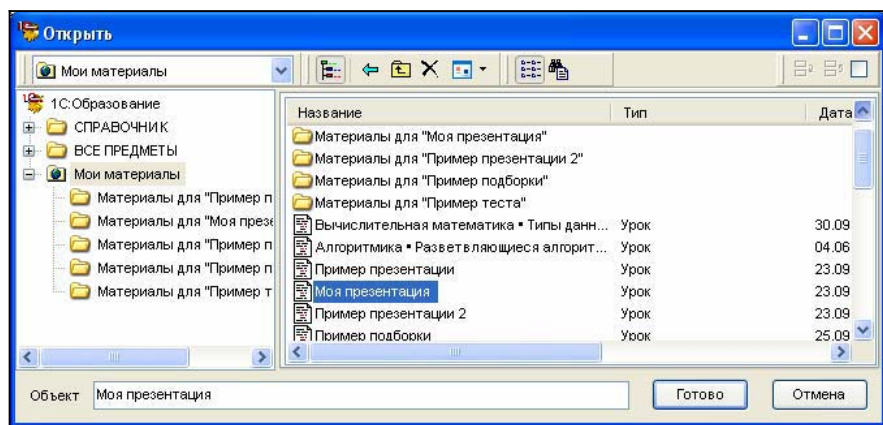 Открыть
Мои материалы
1С:Образование
СПРАВОЧНИК
ВСЕ ПРЕДМЕТЫ
Мои материалы
Материалы для "Пример п
Материалы для "Моя презе
Материалы для "Пример п
Материалы для "Пример п
Материалы для "Пример т
Название Тип Дата
Материалы для "Моя презентация"
Материалы для "Пример презентации 2"
Материалы для "Пример подборки"
Материалы для "Пример теста"
Вычислительная математика • Типы данн... Урок 30.09
Алгоритмика • Разветвляющиеся алгорит... Урок 04.06
Пример презентации Урок 23.09
Моя презентация Урок 23.09
Пример презентации 2 Урок 23.09
Пример подборки Урок 25.09
Объект Моя презентация Готово Отмена